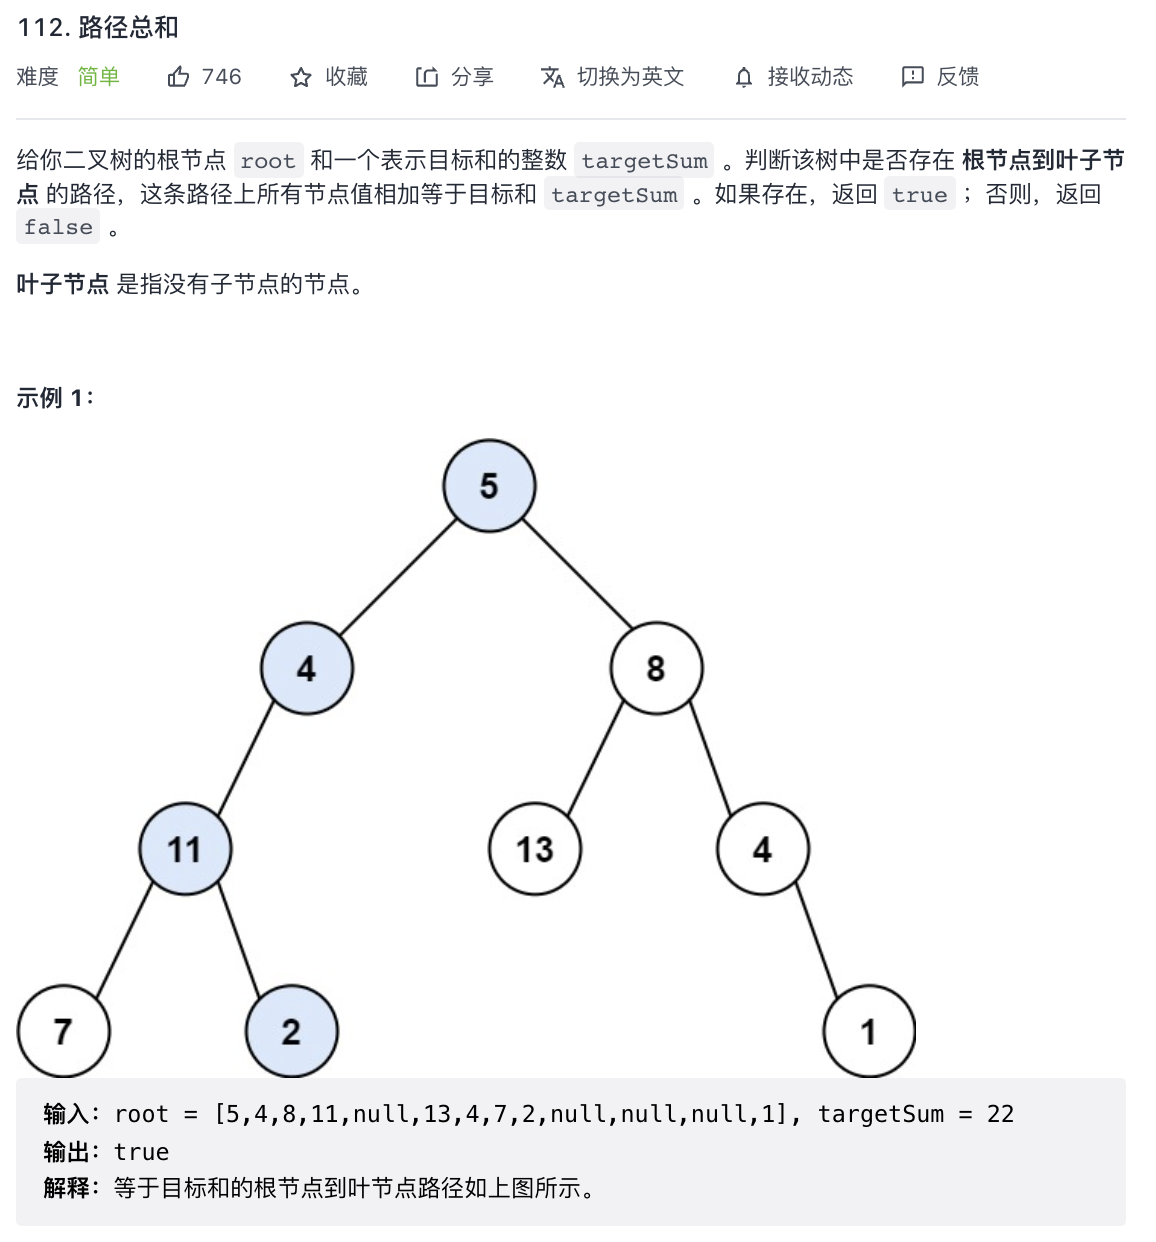 112. 路径总和
难度 简单 746 收藏 分享 切换为英文 接收动态 反馈
给你二叉树的根节点 root 和一个表示目标和的整数 targetSum 。判断该树中是否存在 根节点到叶子节
点 的路径，这条路径上所有节点值相加等于目标和 targetSum 。如果存在，返回 true ；否则，返回
false 。
叶子节点 是指没有子节点的节点。
示例 1：
5
4 8
11 13 4
7 2 1
输入：root = [5,4,8,11,null,13,4,7,2,null,null,null,1], targetSum = 22
输出：true
解释：等于目标和的根节点到叶节点路径如上图所示。